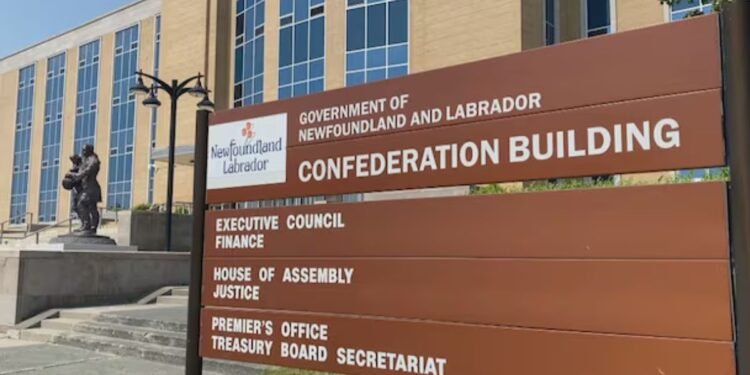 GOVERNMENT OF
NEWFOUNDLAND AND LABRADOR
Newfoundland
Labrador
CONFEDERATION BUILDING
EXECUTIVE COUNCIL
FINANCE
HOUSE OF ASSEMBLY
JUSTICE
PREMIER'S OFFICE
TREASURY BOARD SECRETARIAT